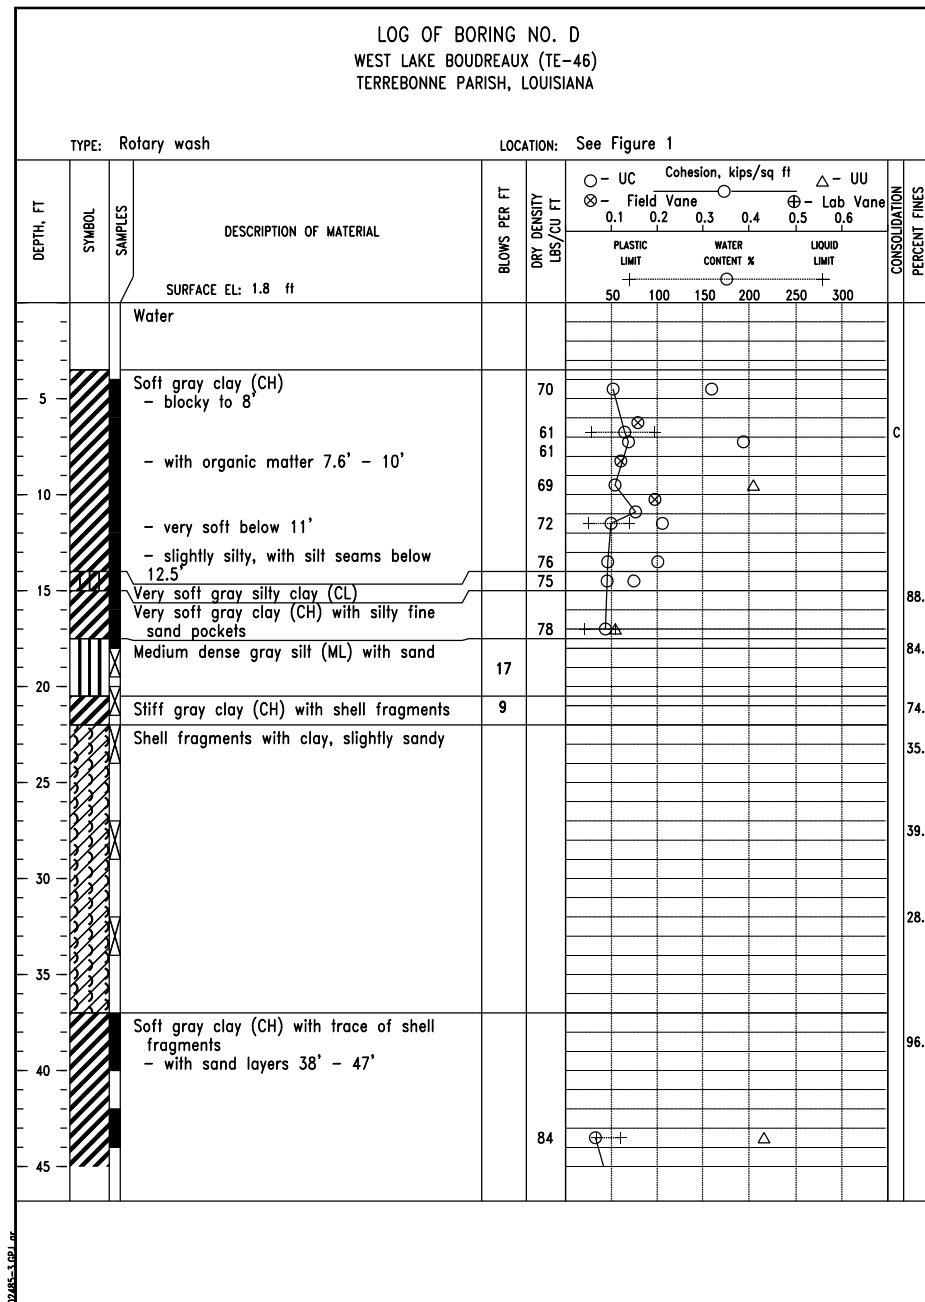 LOG OF BORING NO. D
WEST LAKE BOUDREAUX (TE-46)
TERREBONNE PARISH, LOUISIANA
TYPE: Rotary wash
LOCATION: See Figure 1
DEPTH, FT
SYMBOL
SAMPLES
DESCRIPTION OF MATERIAL
SURFACE EL: 1.8 ft
BLOWS PER FT
DRY DENSITY
LBS/CU FT
Cohesion, kips/sq ft
- UC
- UU
- Field Vane
- Lab Vane
0.1 0.2 0.3 0.4 0.5 0.6
PLASTIC WATER LIQUID
LIMIT CONTENT % LIMIT
50 100 150 200 250 300
CONSOLIDATION
PERCENT FINES
Water
Soft gray clay (CH)
70
5
- blocky to 8'
61
C
61
- with organic matter 7.6' - 10'
69
10
- very soft below 11'
72
- slightly silty, with silt seams below
76
12.5'
75
15
Very soft gray silty clay (CL)
88.
Very soft gray clay (CH) with silty fine
sand pockets
78
Medium dense gray silt (ML) with sand
84.
17
20
Stiff gray clay (CH) with shell fragments
9
74.
Shell fragments with clay, slightly sandy
35.
25
39.
30
28.
35
Soft gray clay (CH) with trace of shell
fragments
96.
- with sand layers 38' - 47'
40
84
45